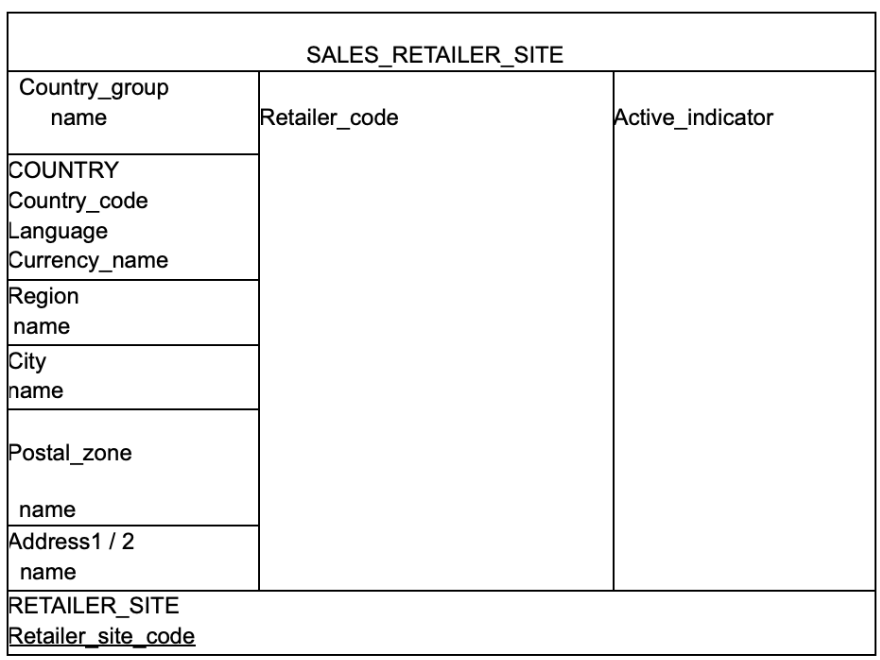 SALES_RETAILER_SITE
Country_group
name
Retailer_code
Active_indicator
COUNTRY
Country_code
Language
Currency_name
Region
name
City
name
Postal_zone
name
Address1 / 2
name
RETAILER_SITE
Retailer_site_code